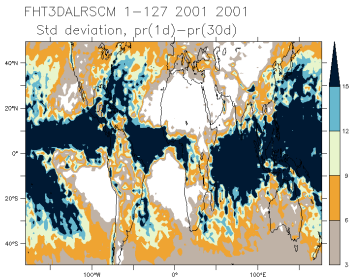 FHT3DALRSCM 1−127 2001 2001
Std deviation, pr(1d)−pr(30d)
40°N
20°N
0°
20°S
40°S
100°W
0°
100°E
15
12
9
6
3